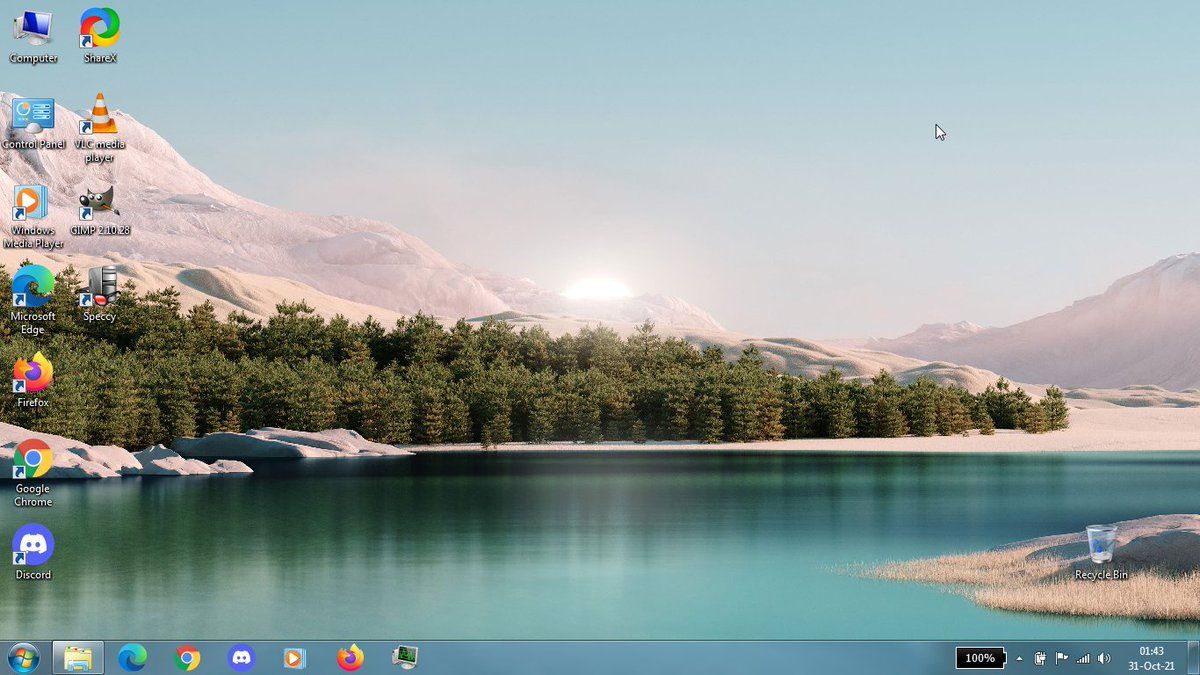 Computer
ShareX
Control Panel
VLC media
player
Windows
Media Player
GIMP 2.10.28
Microsoft
Edge
Speccy
Firefox
Google
Chrome
Discord
Recycle Bin
100%
01:43
31-Oct-21